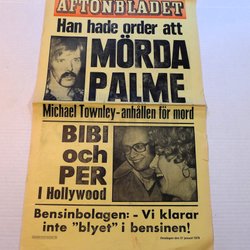 AFTONBLADET
Han hade order att
MÖRDA
PALME
Michael Townley-anhållen för mord
BIBI
och
PER
I Hollywood
Bensinbolagen: - Vi klarar
inte "blyet" i bensinen!